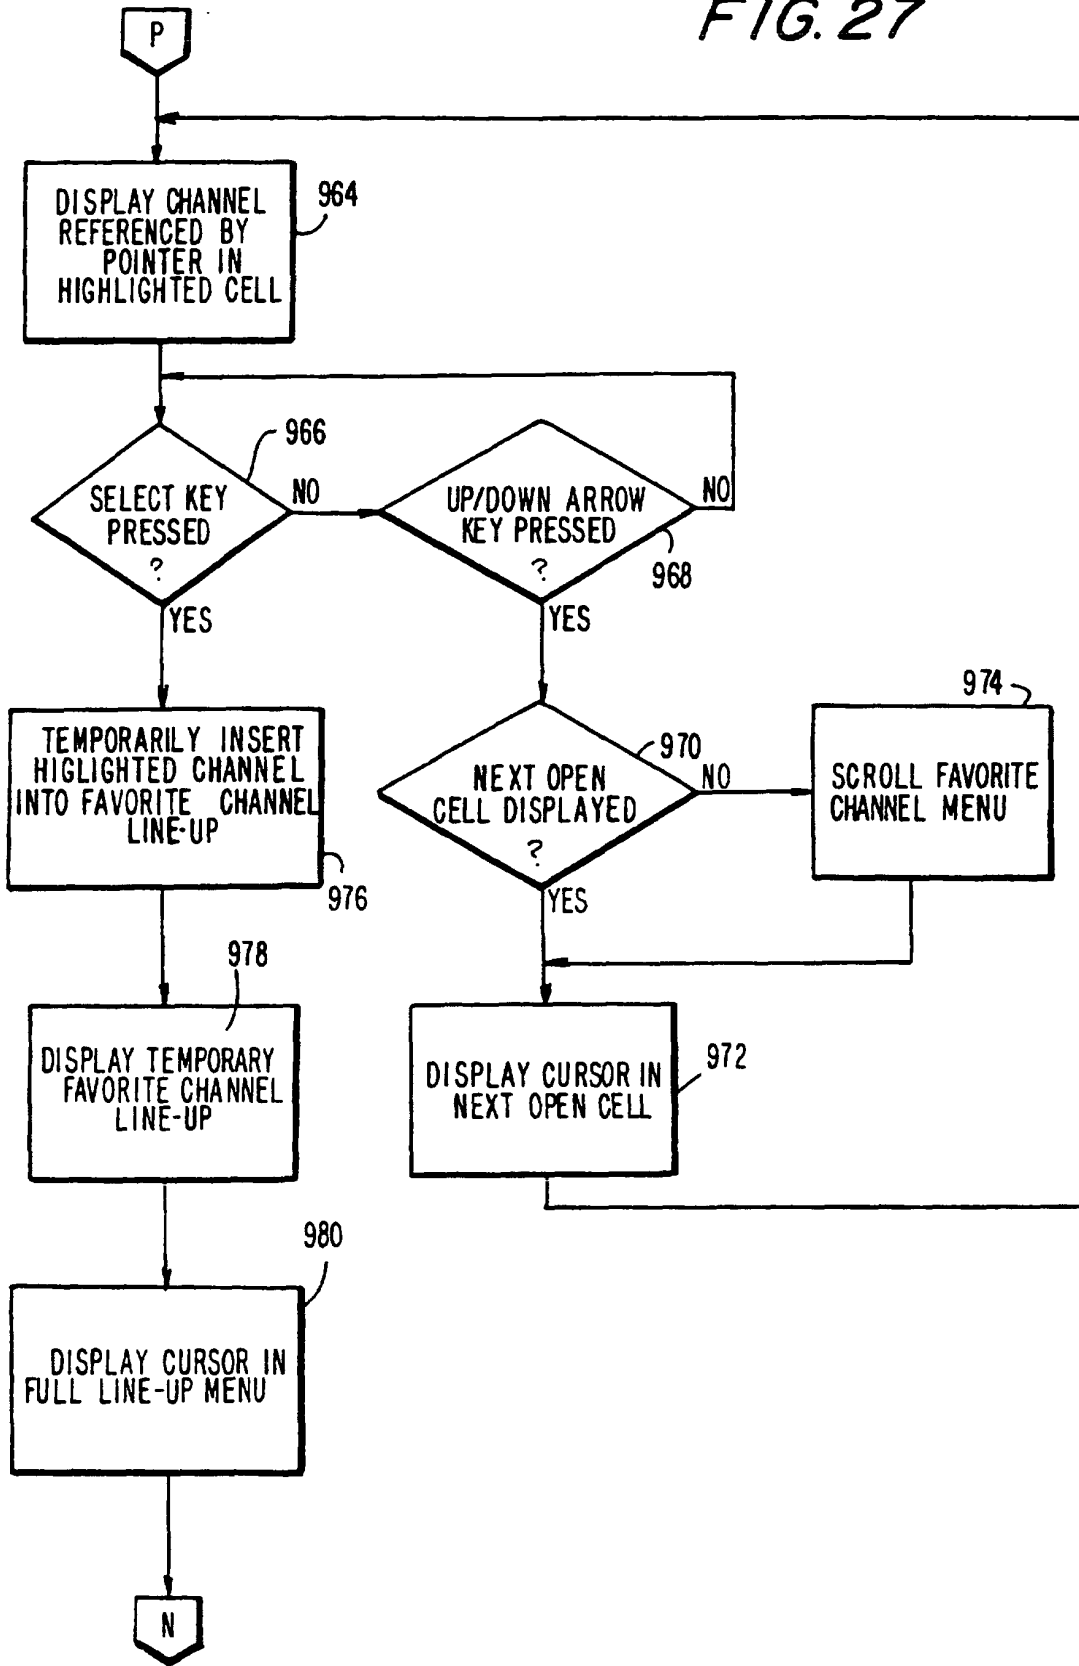 FIG. 27
P
DISPLAY CHANNEL
REFERENCED BY
POINTER IN
HIGHLIGHTED CELL
964
966
SELECT KEY
PRESSED
?
NO
YES
UP/DOWN ARROW
KEY PRESSED
?
NO
968
YES
TEMPORARILY INSERT
HIGLIGHTED CHANNEL
INTO FAVORITE CHANNEL
LINE-UP
976
970
NEXT OPEN
CELL DISPLAYED
?
NO
YES
974
SCROLL FAVORITE
CHANNEL MENU
978
DISPLAY TEMPORARY
FAVORITE CHANNEL
LINE-UP
972
DISPLAY CURSOR IN
NEXT OPEN CELL
980
DISPLAY CURSOR IN
FULL LINE-UP MENU
N